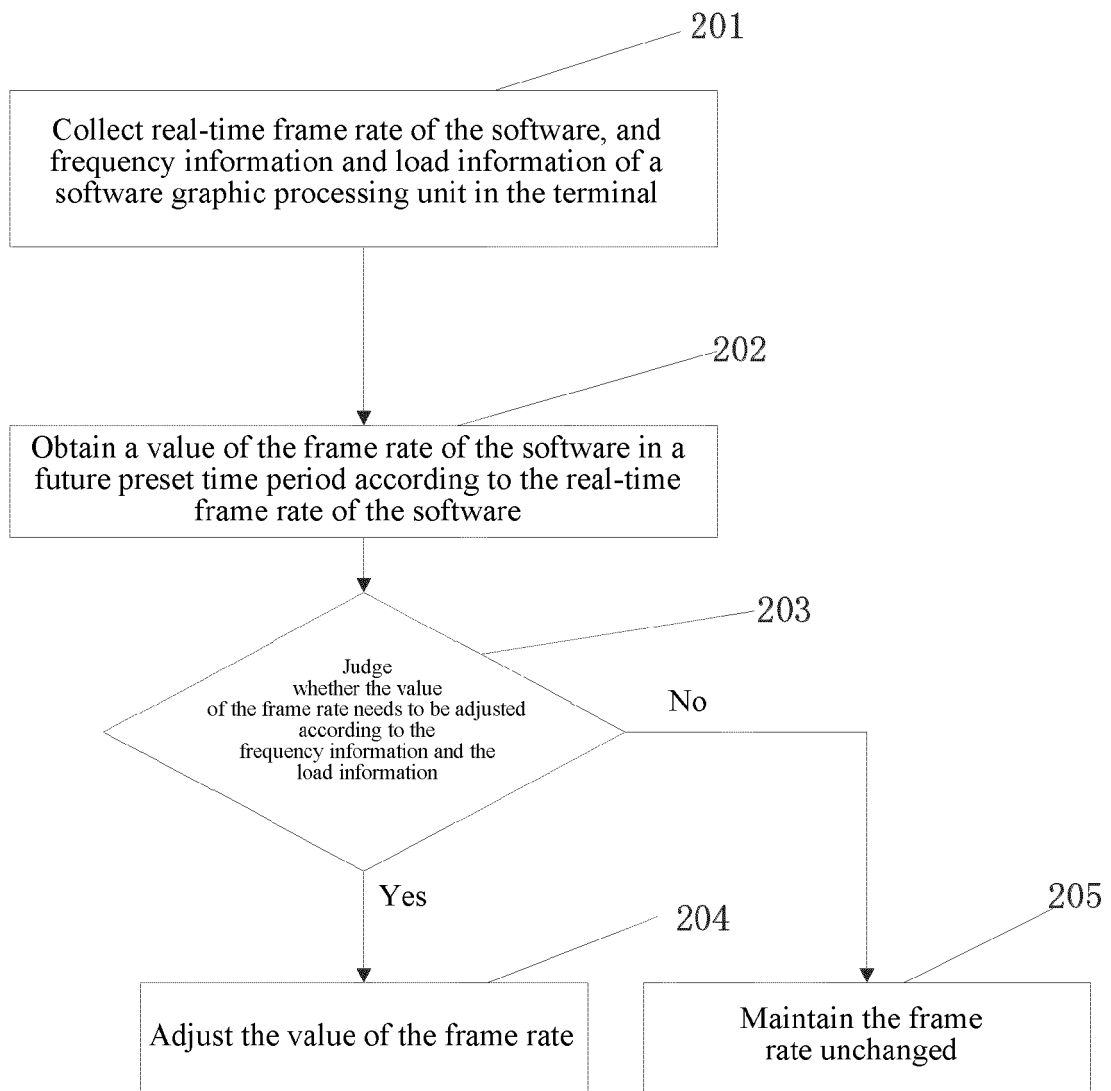 201
Collect real-time frame rate of the software, and
frequency information and load information of a
software graphic processing unit in the terminal
202
Obtain a value of the frame rate of the software in a
future preset time period according to the real-time
frame rate of the software
203
Judge
whether the value
of the frame rate needs to be adjusted
according to the
frequency information and the
load information
No
Yes
204
205
Adjust the value of the frame rate
Maintain the frame
rate unchanged